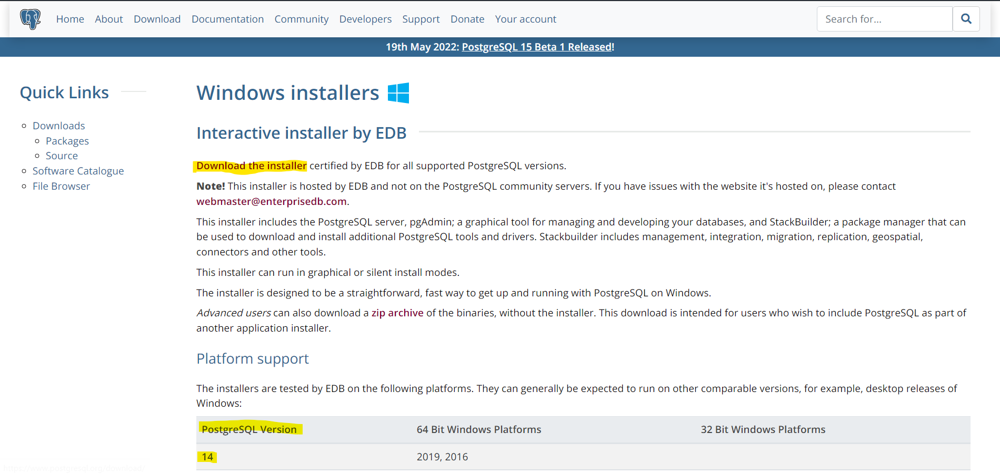 Home About Download Documentation Community Developers Support Donate Your account Search for...
19th May 2022: PostgreSQL 15 Beta 1 Released!
Quick Links
Downloads
Packages
Source
Software Catalogue
File Browser
Windows installers
Interactive installer by EDB
Download the installer certified by EDB for all supported PostgreSQL versions.
Note! This installer is hosted by EDB and not on the PostgreSQL community servers. If you have issues with the website it's hosted on, please contact
webmaster@enterprisedb.com.
This installer includes the PostgreSQL server, pgAdmin; a graphical tool for managing and developing your databases, and StackBuilder; a package manager that can
be used to download and install additional PostgreSQL tools and drivers. Stackbuilder includes management, integration, migration, replication, geospatial,
connectors and other tools.
This installer can run in graphical or silent install modes.
The installer is designed to be a straightforward, fast way to get up and running with PostgreSQL on Windows.
Advanced users can also download a zip archive of the binaries, without the installer. This download is intended for users who wish to include PostgreSQL as part of
another application installer.
Platform support
The installers are tested by EDB on the following platforms. They can generally be expected to run on other comparable versions, for example, desktop releases of
Windows:
PostgreSQL Version 64 Bit Windows Platforms 32 Bit Windows Platforms
14 2019, 2016
https://www.postgresql.org/download/